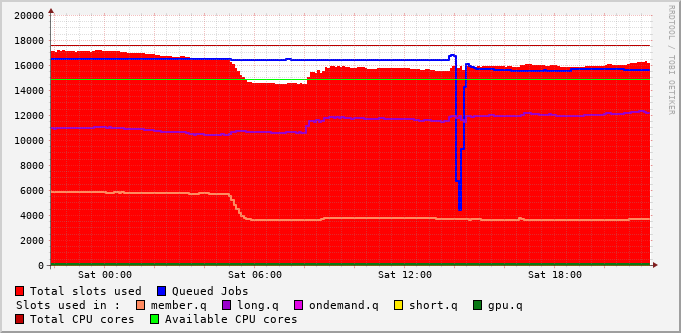 RRDTOOL / TOBI OETIKER
20000
18000
16000
14000
12000
10000
8000
6000
4000
2000
0
Sat 00:00 Sat 06:00 Sat 12:00 Sat 18:00
Total slots used Queued Jobs
Slots used in : member.q long.q ondemand.q short.q gpu.q
Total CPU cores Available CPU cores